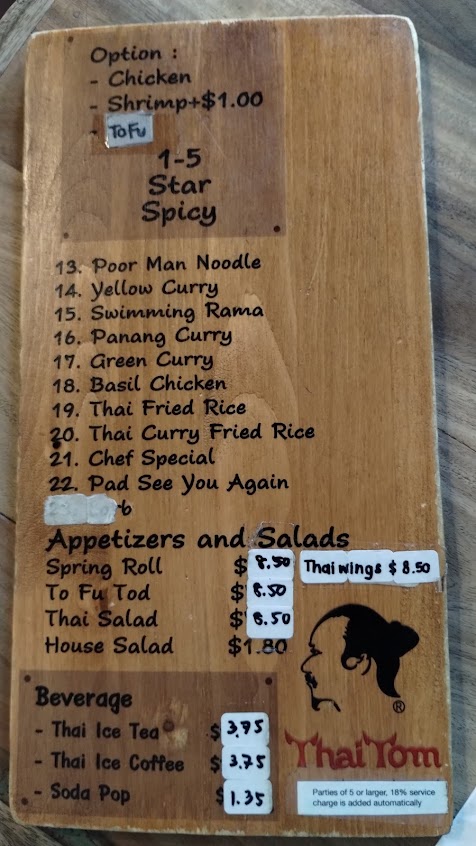 Option :
- Chicken
- Shrimp+$1.00
- ToFu
1-5
Star
Spicy
13. Poor Man Noodle
14. Yellow Curry
15. Swimming Rama
16. Panang Curry
17. Green Curry
18. Basil Chicken
19. Thai Fried Rice
20. Thai Curry Fried Rice
21. Chef Special
22. Pad See You Again
b
Appetizers and Salads
Spring Roll $8.50 Thai wings $8.50
To Fu Tod $8.50
Thai Salad $8.50
House Salad $1.80
®
Beverage
- Thai Ice Tea $3.95
- Thai Ice Coffee $3.75
- Soda Pop $1.35
Thai Tom
Parties of 5 or larger, 18% service
charge is added automatically